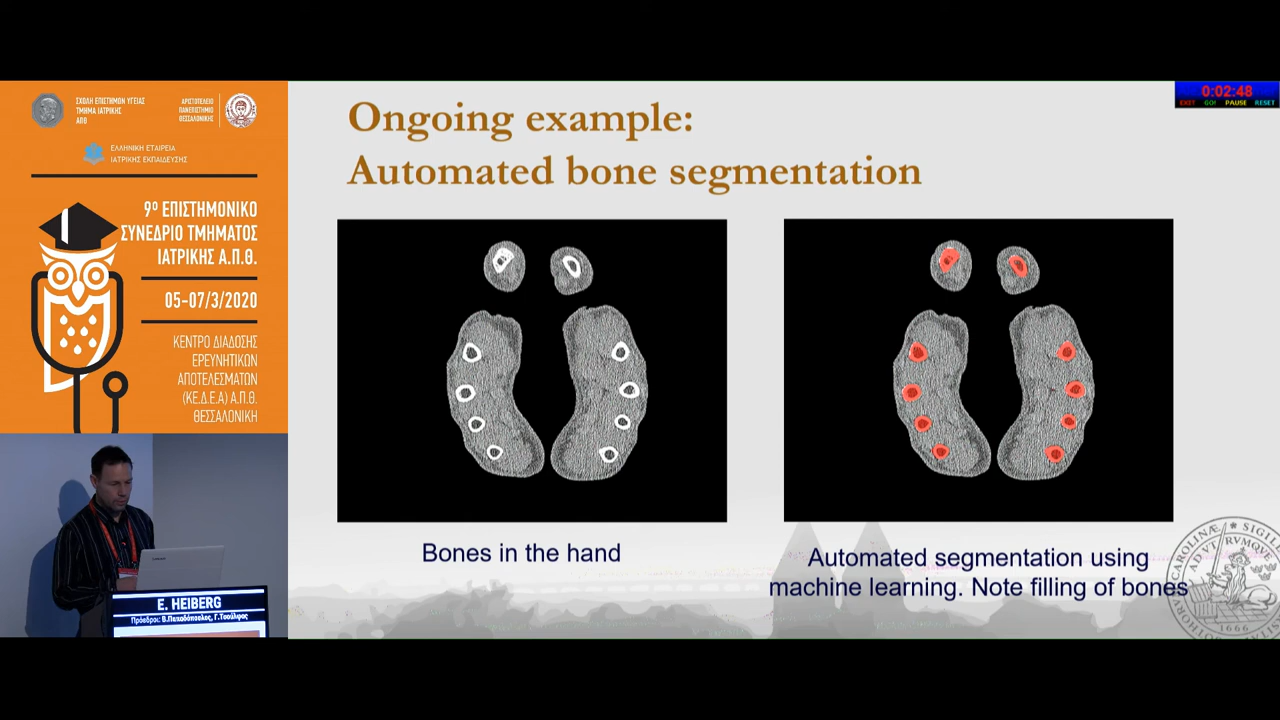 ΣΧΟΛΗ ΕΠΙΣΤΗΜΩΝ ΥΓΕΙΑΣ
ΤΜΗΜΑ ΙΑΤΡΙΚΗΣ
ΑΠΘ
ΑΡΙΣΤΟΤΕΛΕΙΟ
ΠΑΝΕΠΙΣΤΗΜΙΟ
ΘΕΣΣΑΛΟΝΙΚΗΣ
ΕΛΛΗΝΙΚΗ ΕΤΑΙΡΕΙΑ
ΙΑΤΡΙΚΗΣ ΕΚΠΑΙΔΕΥΣΗΣ
9ο ΕΠΙΣΤΗΜΟΝΙΚΟ
ΣΥΝΕΔΡΙΟ ΤΜΗΜΑΤΟΣ
ΙΑΤΡΙΚΗΣ Α.Π.Θ.
05-07/3/2020
ΚΕΝΤΡΟ ΔΙΑΔΟΣΗΣ
ΕΡΕΥΝΗΤΙΚΩΝ
ΑΠΟΤΕΛΕΣΜΑΤΩΝ
(ΚΕ.Δ.Ε.Α) Α.Π.Θ.
ΘΕΣΣΑΛΟΝΙΚΗ
E. HEIBERG
Πρόεδροι: Β.Παπαδόπουλος, Γ.Τσούλφας
Ongoing example:
Automated bone segmentation
0:02:48
EXIT GO! PAUSE RESET
Bones in the hand
Automated segmentation using
machine learning. Note filling of bones
1666